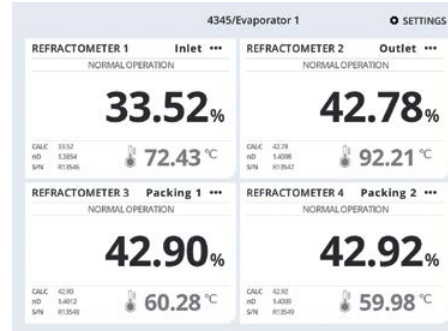 4345/Evaporator 1 SETTINGS
REFRACTOMETER 1 Inlet •••
NORMAL OPERATION
33.52%
CALC 33.52
nD 1.3854
S/N R13546
72.43 °C
REFRACTOMETER 2 Outlet •••
NORMAL OPERATION
42.78%
CALC 42.78
nD 1.4098
S/N R13547
92.21 °C
REFRACTOMETER 3 Packing 1 •••
NORMAL OPERATION
42.90%
CALC 42.90
nD 1.4012
S/N R13548
60.28 °C
REFRACTOMETER 4 Packing 2 •••
NORMAL OPERATION
42.92%
CALC 42.92
nD 1.4009
S/N R13549
59.98 °C